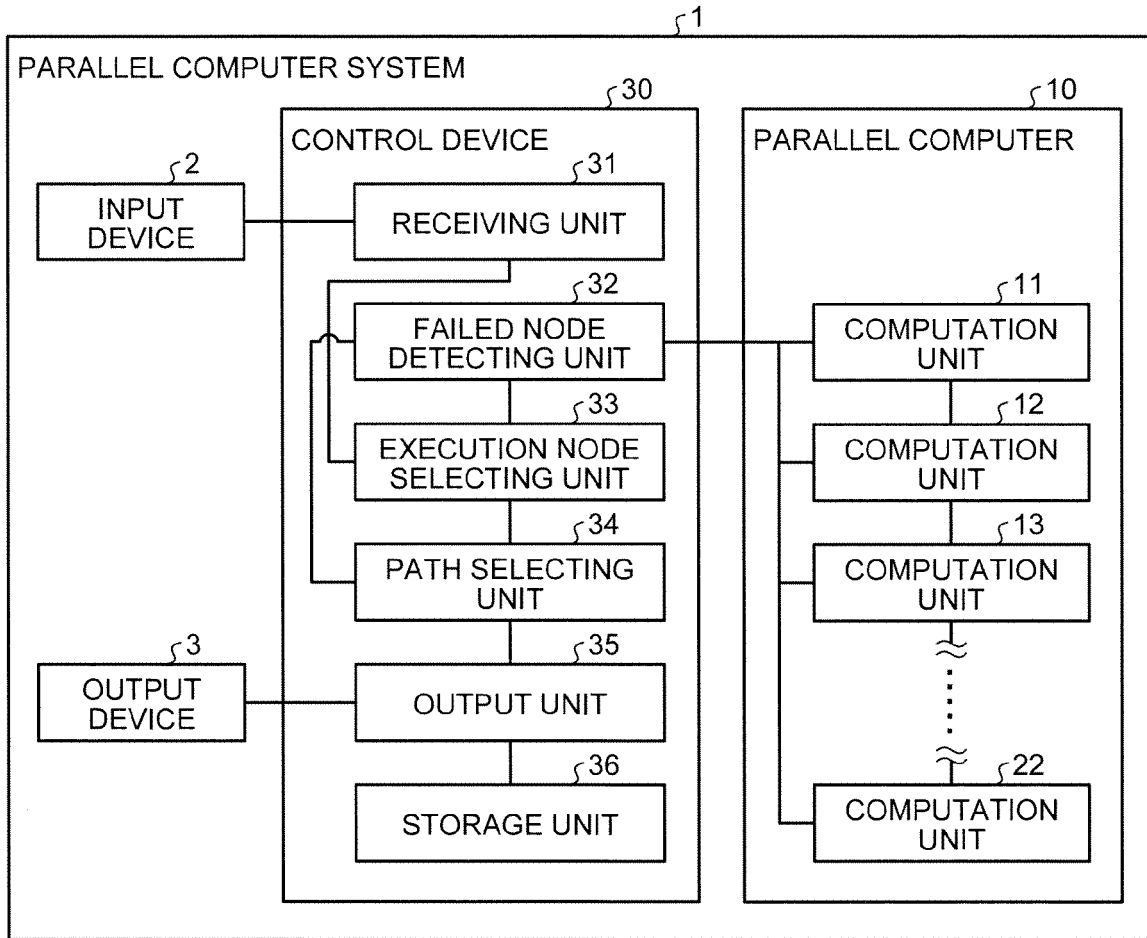 1
PARALLEL COMPUTER SYSTEM
30
10
CONTROL DEVICE
PARALLEL COMPUTER
2
31
INPUT
DEVICE
RECEIVING UNIT
32
11
FAILED NODE
DETECTING UNIT
COMPUTATION
UNIT
33
12
EXECUTION NODE
SELECTING UNIT
COMPUTATION
UNIT
34
13
PATH SELECTING
UNIT
COMPUTATION
UNIT
3
35
OUTPUT
DEVICE
OUTPUT UNIT
36
22
STORAGE UNIT
COMPUTATION
UNIT